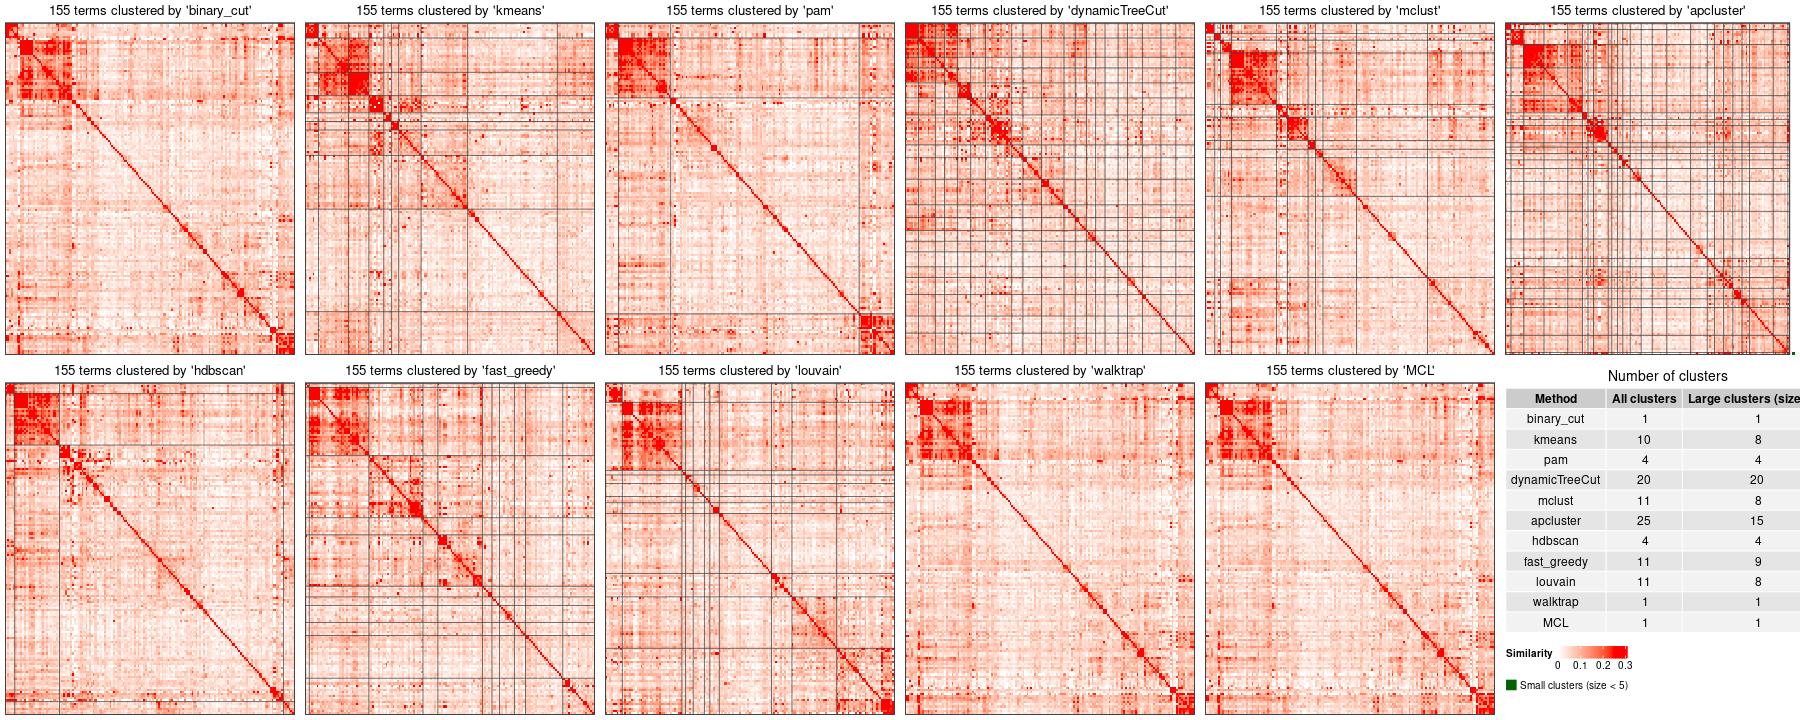 155 terms clustered by 'binary_cut'
155 terms clustered by 'kmeans'
155 terms clustered by 'pam'
155 terms clustered by 'dynamicTreeCut'
155 terms clustered by 'mclust'
155 terms clustered by 'apcluster'
155 terms clustered by 'hdbscan'
155 terms clustered by 'fast_greedy'
155 terms clustered by 'louvain'
155 terms clustered by 'walktrap'
155 terms clustered by 'MCL'
Number of clusters
Method All clusters Large clusters (size
binary_cut 1 1
kmeans 10 8
pam 4 4
dynamicTreeCut 20 20
mclust 11 8
apcluster 25 15
hdbscan 4 4
fast_greedy 11 9
louvain 11 8
walktrap 1 1
MCL 1 1
Similarity
0 0.1 0.2 0.3
Small clusters (size < 5)